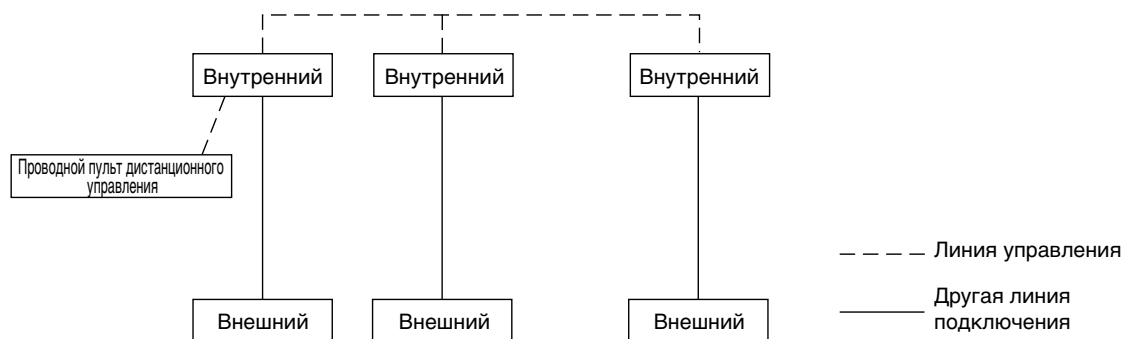 Внутренний
Внутренний
Внутренний
Проводной пульт дистанционного
управления
Линия управления
Другая линия
подключения
Внешний
Внешний
Внешний